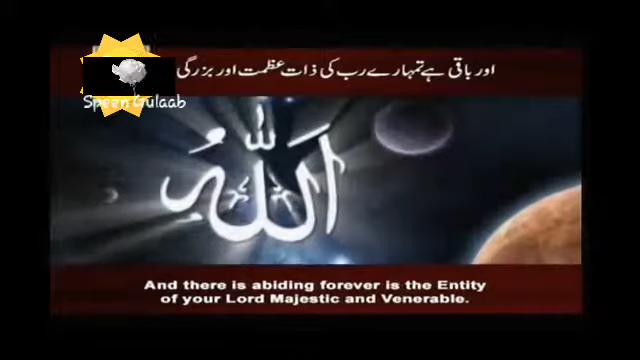 اور باقی ہے تمہارے رب کی ذات عظمت اور بزرگی
Speen Gulaab
الله
And there is abiding forever is the Entity
of your Lord Majestic and Venerable.